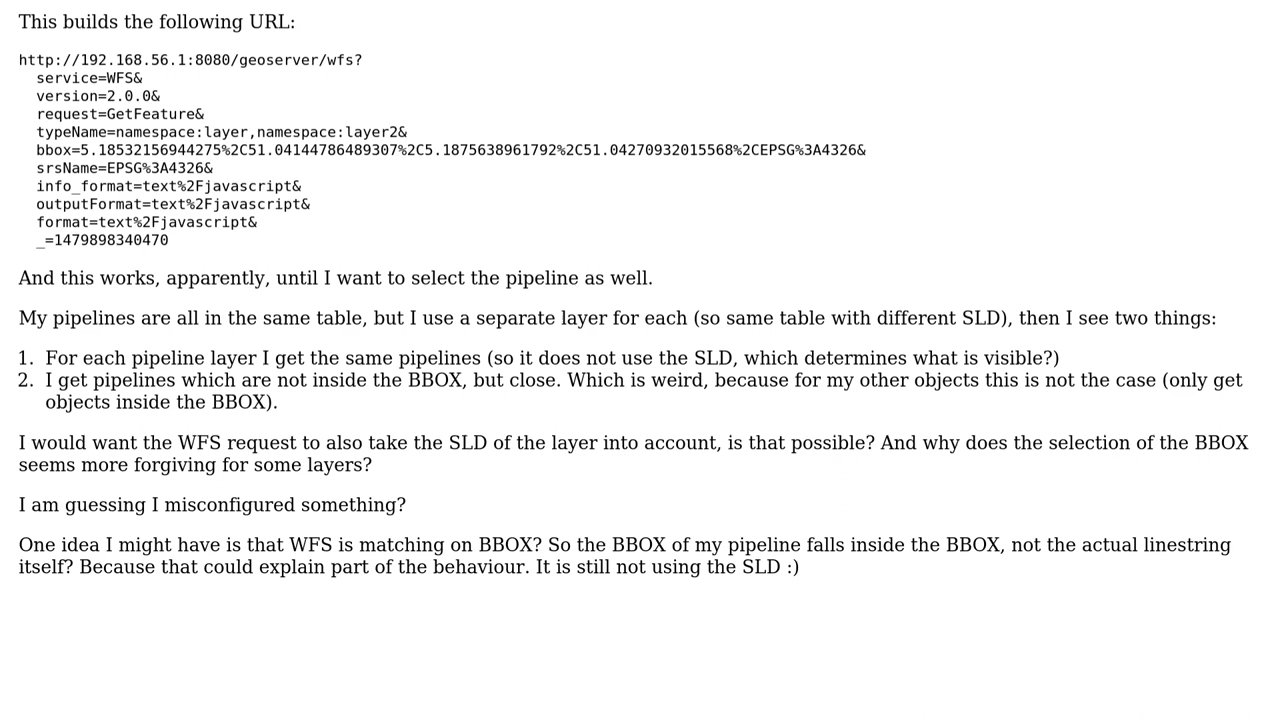 This builds the following URL:
http://192.168.56.1:8080/geoserver/wfs?
service=WFS&
version=2.0.0&
request=GetFeature&
typeName=namespace:layer,namespace:layer2&
bbox=5.18532156944275%2C51.04144786489307%2C5.1875638961792%2C51.04270932015568%2CEPSG%3A4326&
srsName=EPSG%3A4326&
info_format=text%2Fjavascript&
outputFormat=text%2Fjavascript&
format=text%2Fjavascript&
_=1479898340470
And this works, apparently, until I want to select the pipeline as well.
My pipelines are all in the same table, but I use a separate layer for each (so same table with different SLD), then I see two things:
1. For each pipeline layer I get the same pipelines (so it does not use the SLD, which determines what is visible?)
2. I get pipelines which are not inside the BBOX, but close. Which is weird, because for my other objects this is not the case (only get
objects inside the BBOX).
I would want the WFS request to also take the SLD of the layer into account, is that possible? And why does the selection of the BBOX
seems more forgiving for some layers?
I am guessing I misconfigured something?
One idea I might have is that WFS is matching on BBOX? So the BBOX of my pipeline falls inside the BBOX, not the actual linestring
itself? Because that could explain part of the behaviour. It is still not using the SLD :)